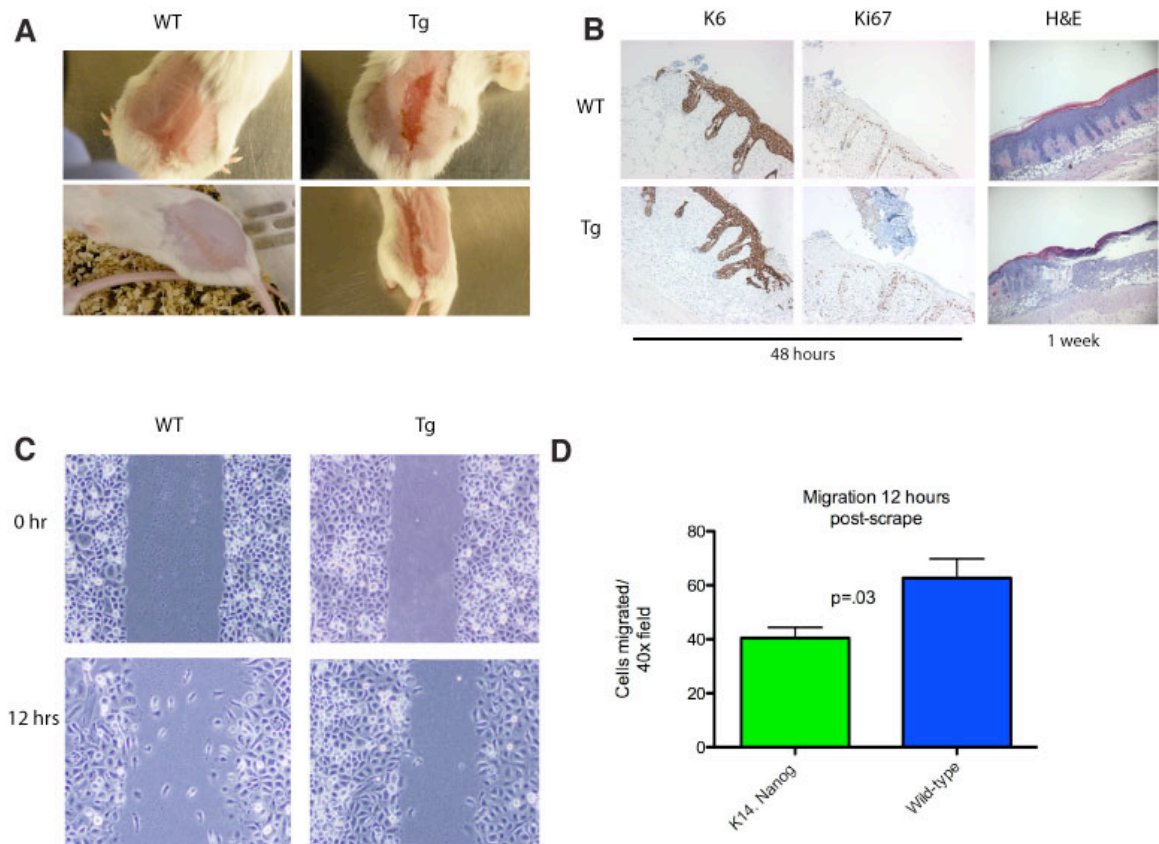 A
WT
Tg
B
K6
Ki67
H&E
WT
Tg
48 hours
1 week
C
WT
Tg
0 hr
12 hrs
D
Migration 12 hours
post-scrape
Cells migrated/
40x field
80
60
40
20
0
p=.03
K14. Nanog
Wild-type